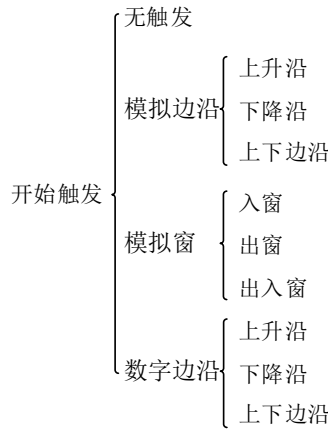 无触发
模拟边沿
上升沿
下降沿
上下边沿
开始触发
模拟窗
入窗
出窗
出入窗
数字边沿
上升沿
下降沿
上下边沿